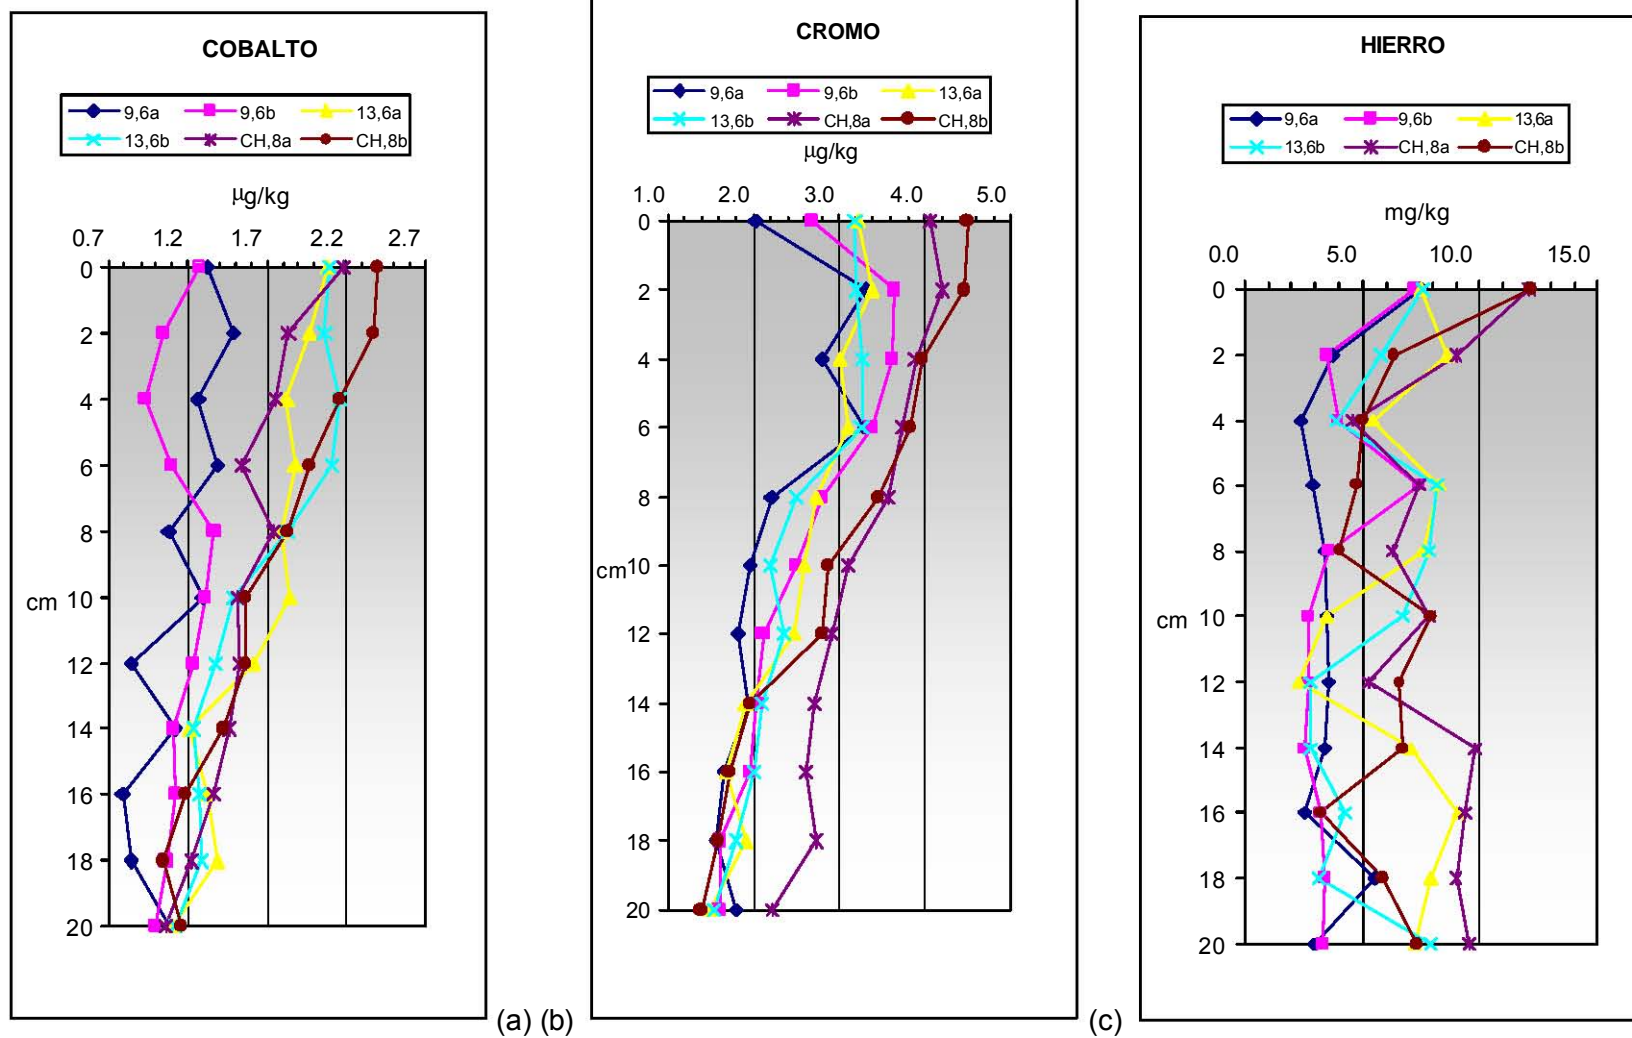 COBALTO
9,6a 9,6b 13,6a
13,6b CH,8a CH,8b
µg/kg
0.7 1.2 1.7 2.2 2.7
0
2
4
6
8
cm 10
12
14
16
18
20
(a)
CROMO
9,6a 9,6b 13,6a
13,6b CH,8a CH,8b
µg/kg
1.0 2.0 3.0 4.0 5.0
0
2
4
6
8
cm 10
12
14
16
18
20
(b)
HIERRO
9,6a 9,6b 13,6a
13,6b CH,8a CH,8b
mg/kg
0.0 5.0 10.0 15.0
0
2
4
6
8
cm 10
12
14
16
18
20
(c)